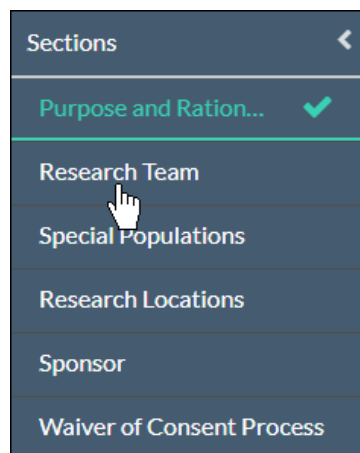 Sections
Purpose and Ration...
Research Team
Special Populations
Research Locations
Sponsor
Waiver of Consent Process